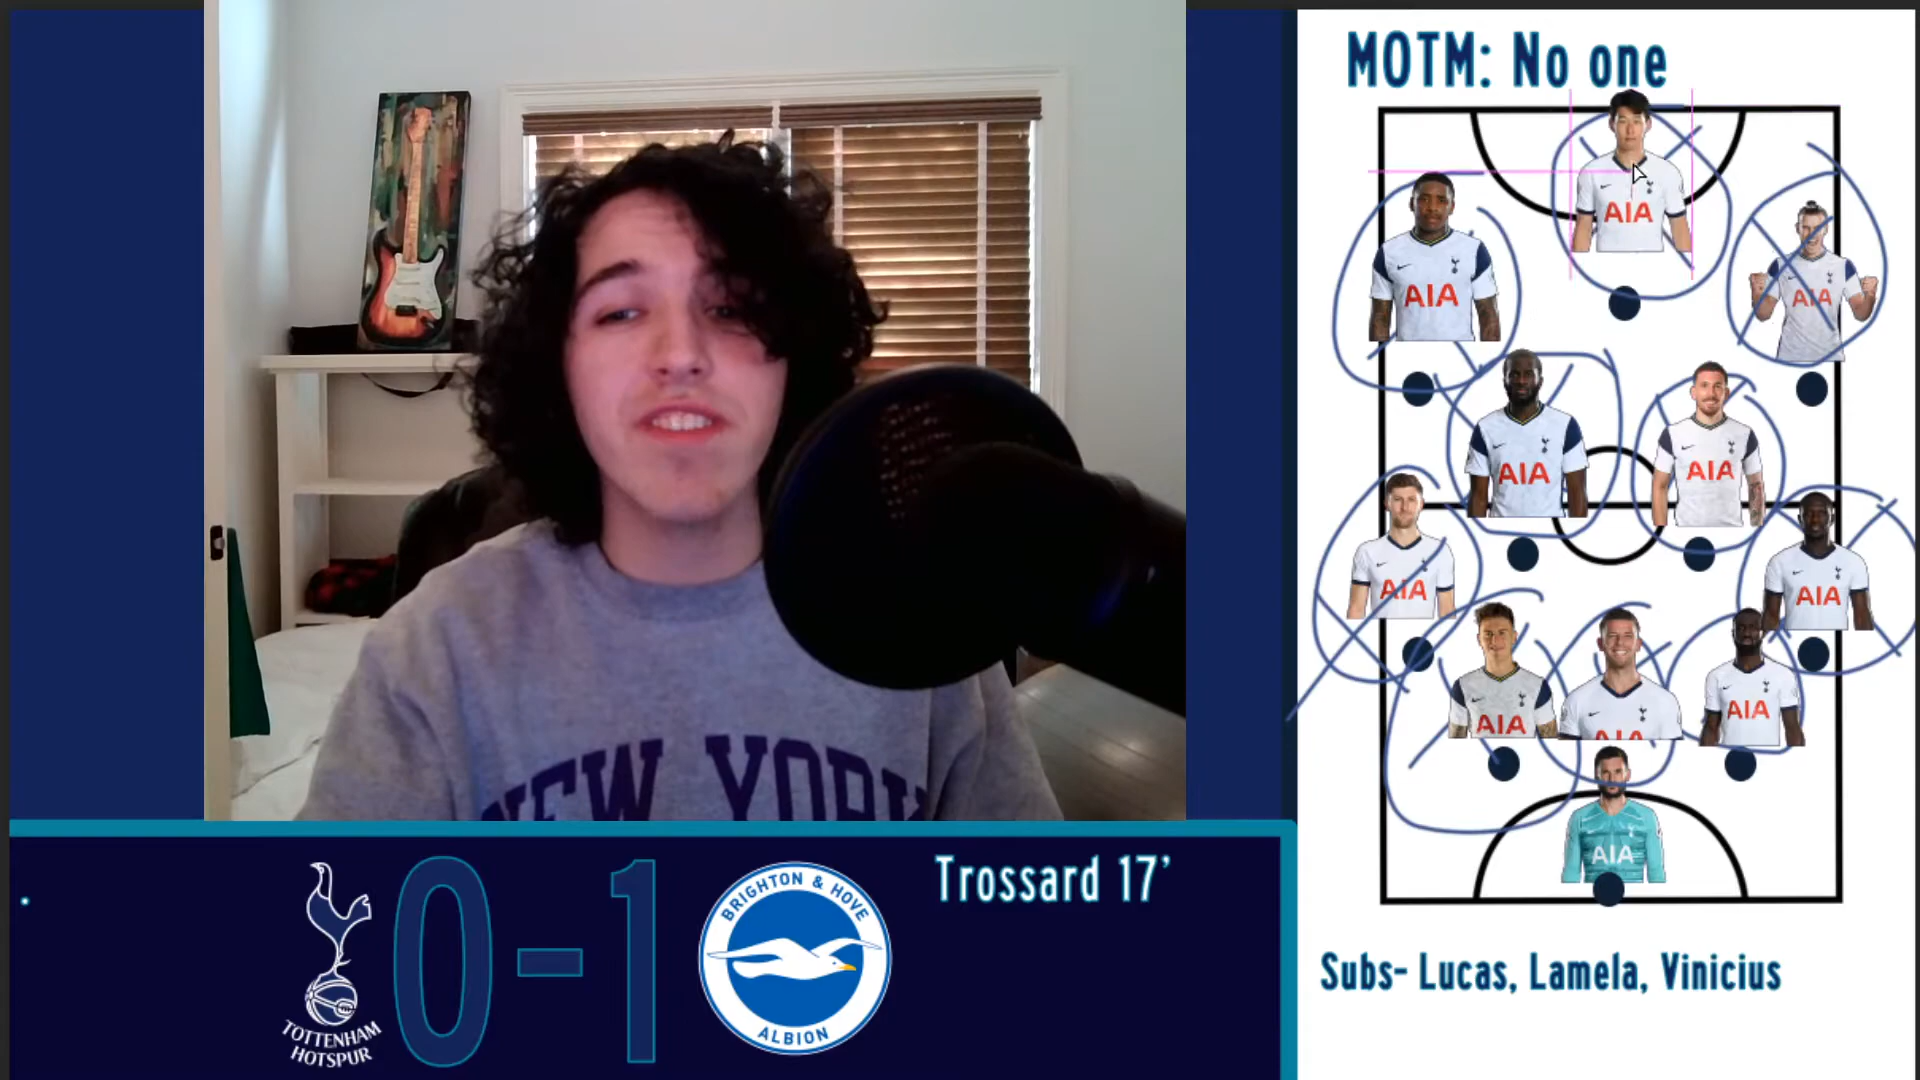 MOTM: No one
AIA
AIA
AIA
AIA
AIA
AIA
AIA
AIA
AIA
AIA
AIA
NEW YORK
0-1
Trossard 17’
TOTTENHAM
HOTSPUR
BRIGHTON & HOVE
ALBION
Subs- Lucas, Lamela, Vinicius